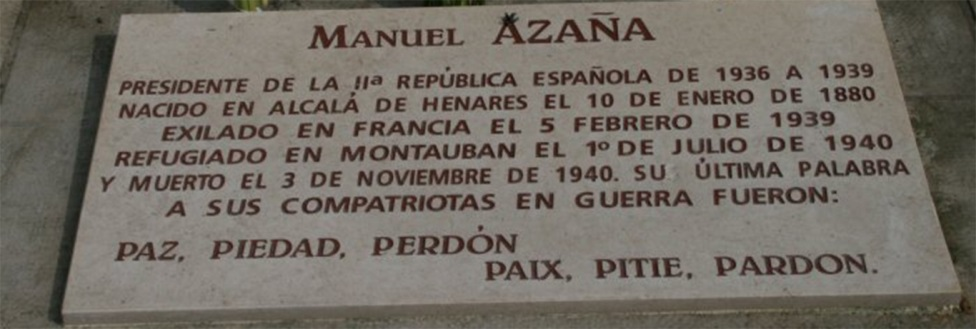 MANUEL AZAÑA
PRESIDENTE DE LA IIª REPÚBLICA ESPAÑOLA DE 1936 A 1939
NACIDO EN ALCALÁ DE HENARES EL 10 DE ENERO DE 1880
EXILADO EN FRANCIA EL 5 FEBRERO DE 1939
REFUGIADO EN MONTAUBAN EL 1º DE JULIO DE 1940
Y MUERTO EL 3 DE NOVIEMBRE DE 1940. SU ÚLTIMA PALABRA
A SUS COMPATRIOTAS EN GUERRA FUERON:
PAZ, PIEDAD, PERDÓN
PAIX, PITIE, PARDON.